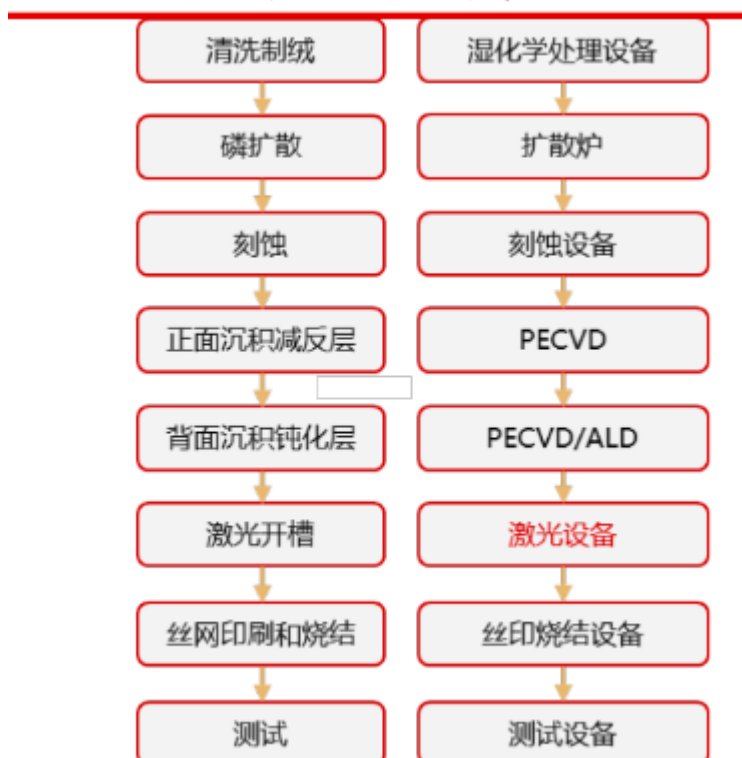 清洗制绒
湿化学处理设备
磷扩散
扩散炉
刻蚀
刻蚀设备
正面沉积减反层
PECVD
背面沉积钝化层
PECVD/ALD
激光开槽
激光设备
丝网印刷和烧结
丝印烧结设备
测试
测试设备